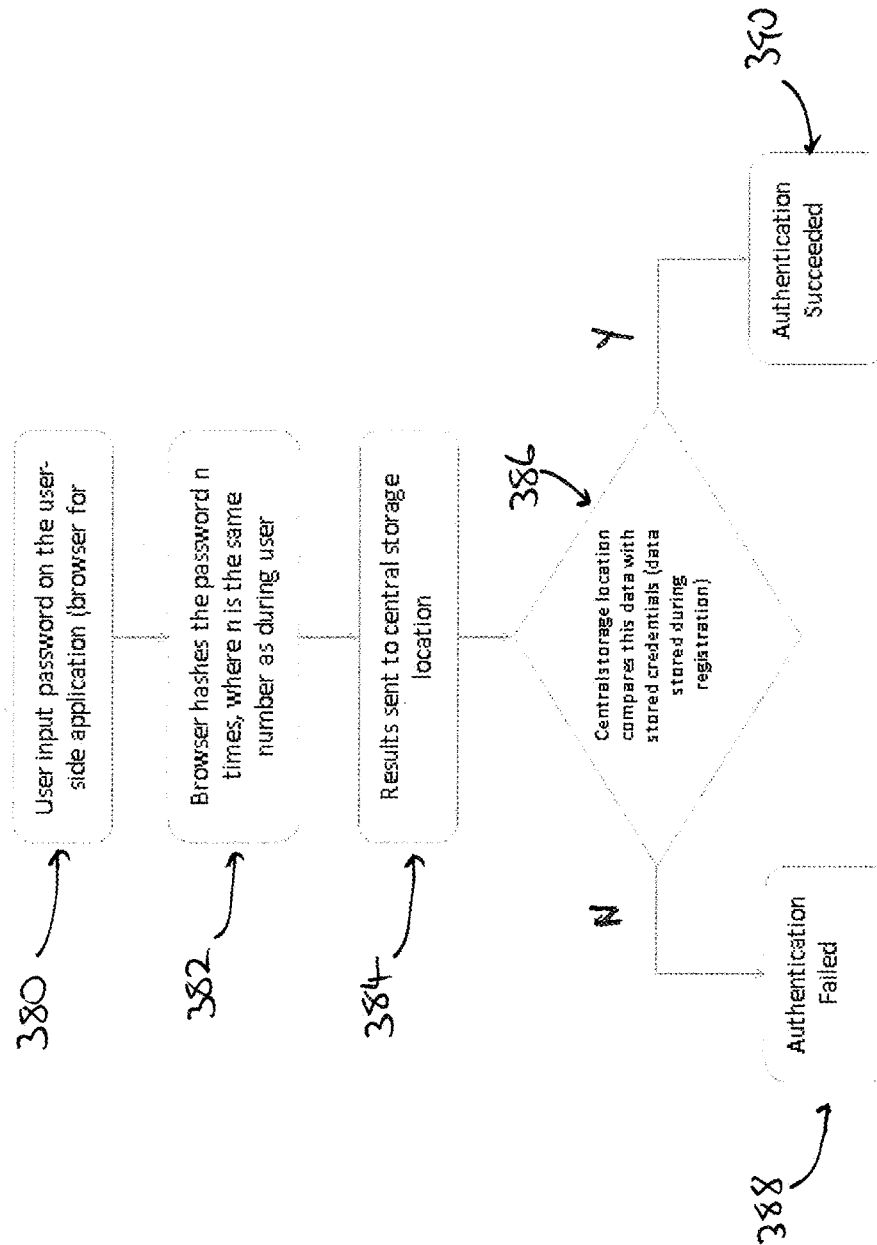 380
User input password on the user-
side application (browser for
382
Browser hashes the password n
times, where n is the same
number as during user
384
Results sent to central storage
location
386
Central storage location
compares this data with
stored credentials (data
stored during
registration)
N
Y
388
Authentication
Failed
390
Authentication
Succeeded